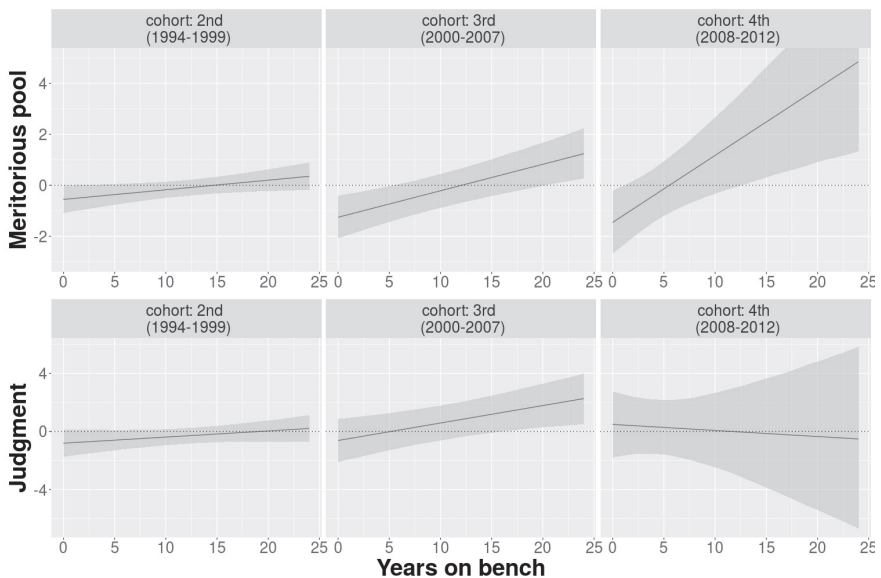 cohort: 2nd
(1994-1999)
cohort: 3rd
(2000-2007)
cohort: 4th
(2008-2012)
Meritorious pool
4
2
0
-2
0 5 10 15 20 25 0 5 10 15 20 25 0 5 10 15 20 25
cohort: 2nd
(1994-1999)
cohort: 3rd
(2000-2007)
cohort: 4th
(2008-2012)
Judgment
4
0
-4
0 5 10 15 20 25 0 5 10 15 20 25 0 5 10 15 20 25
Years on bench